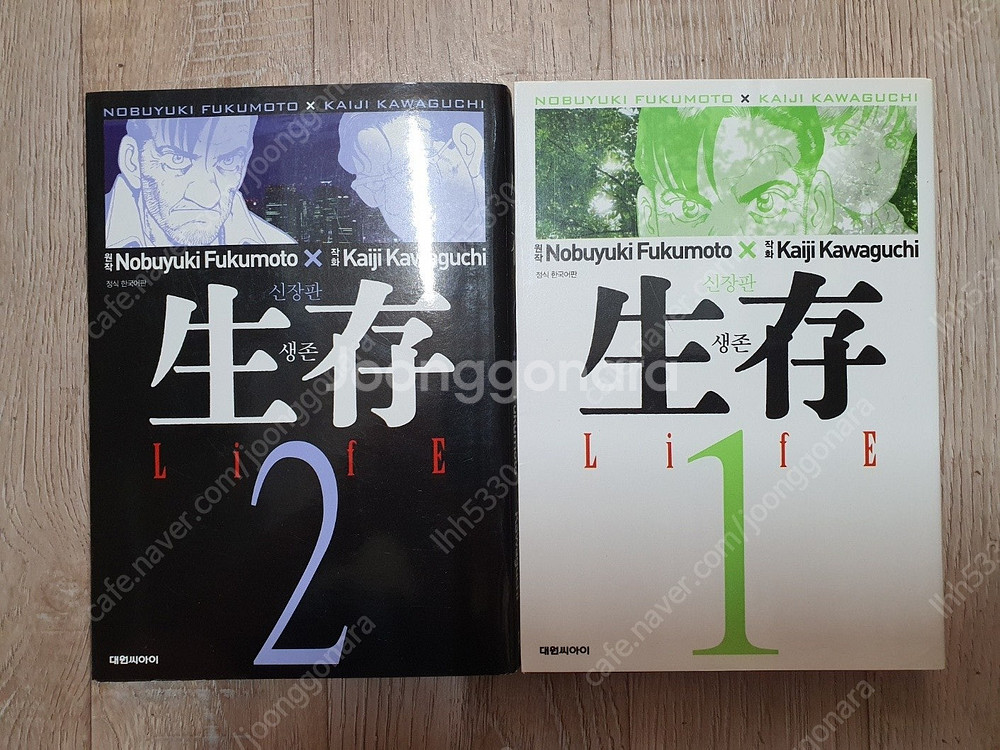 NOBUYUKI FUKUMOTO × KAIJI KAWAGUCHI
원작 Nobuyuki Fukumoto × 작화 Kaiji Kawaguchi
정식 한국어판
신장판
生存
생존
LifE
2
대원씨아이
NOBUYUKI FUKUMOTO × KAIJI KAWAGUCHI
원작 Nobuyuki Fukumoto × 작화 Kaiji Kawaguchi
정식 한국어판
신장판
生存
생존
LifE
1
대원씨아이
Joonggonara
cafe.naver.com/joonggonara
lhh5330